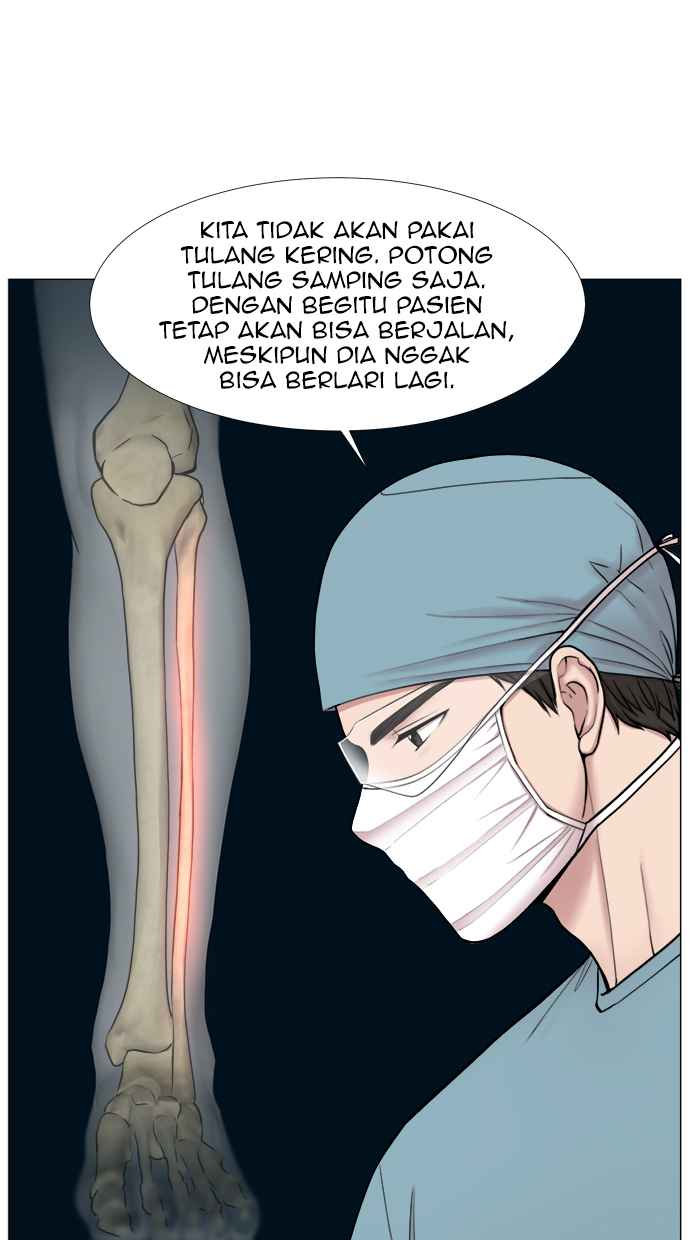 KITA TIDAK AKAN PAKAI
TULANG KERING. POTONG
TULANG SAMPING SAJA.
DENGAN BEGITU PASIEN
TETAP AKAN BISA BERJALAN,
MESKIPUN DIA NGGAK
BISA BERLARI LAGI.